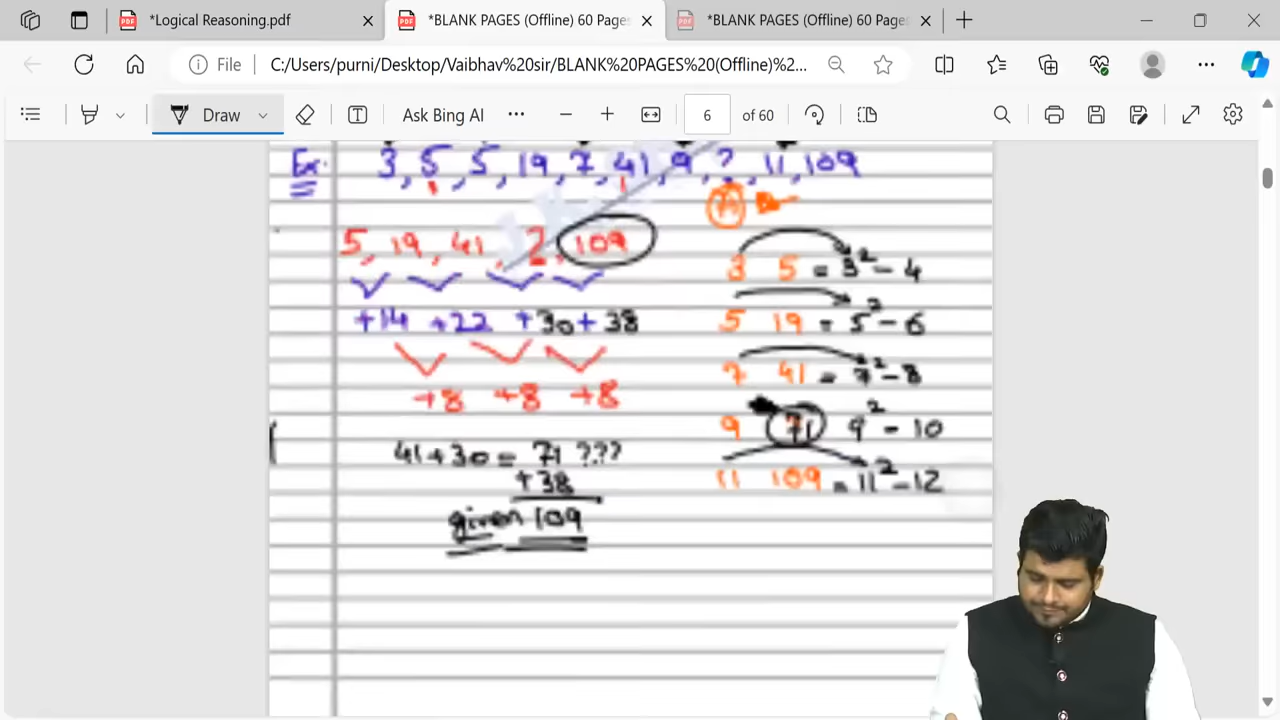 *Logical Reasoning.pdf
*BLANK PAGES (Offline) 60 Pages
*BLANK PAGES (Offline) 60 Page
File C:/Users/purni/Desktop/Vaibhav%20sir/BLANK%20PAGES%20(Offline)%2...
Draw Ask Bing AI ... 6 of 60
Ex: 3, 5, 5, 19, 7, 41, 9, ?, 11, 109
71
5, 19, 41, ?, 109
+14 +22 +30 + 38
+8 +8 +8
41+30 = 71 ???
+38
given 109
3 5 = 3² - 4
5 19 = 5² - 6
7 41 = 7² - 8
9 71 9² - 10
11 109 = 11² - 12